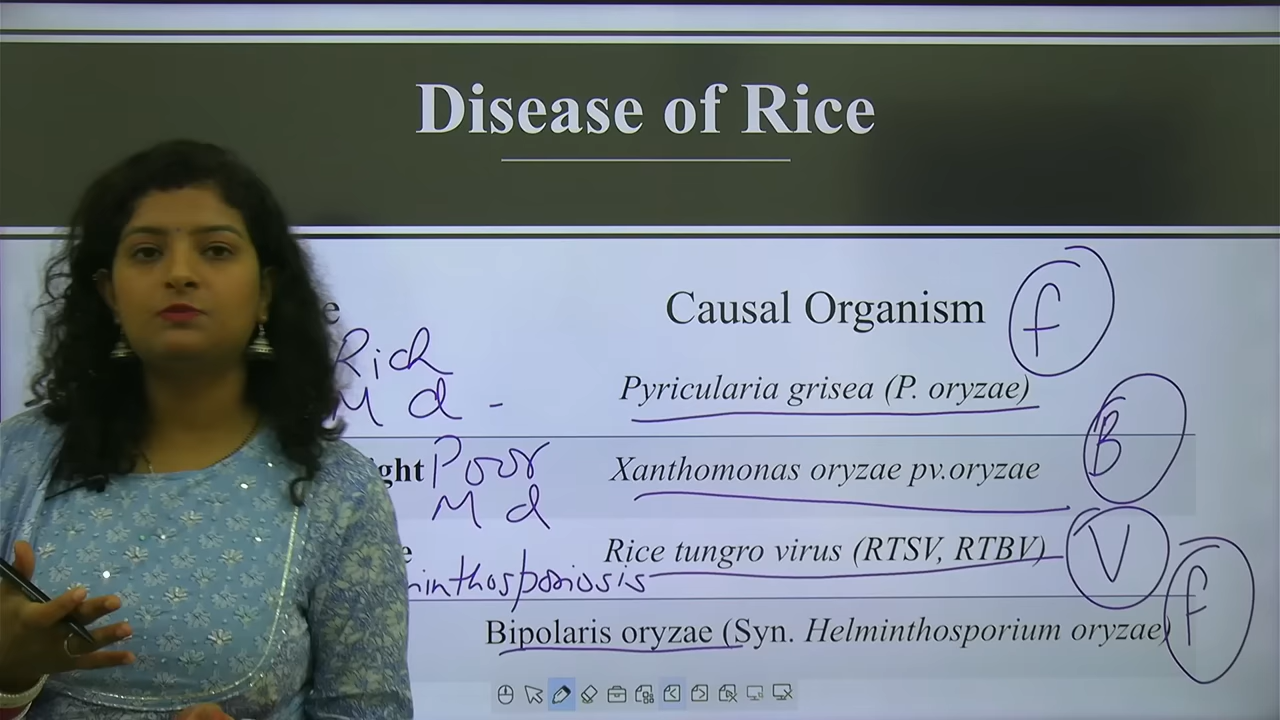 Disease of Rice
e Causal Organism f
Rich
M d - Pyricularia grisea (P. oryzae)
ght Poor Xanthomonas oryzae pv.oryzae B
M d
e Rice tungro virus (RTSV, RTBV) V
inthosporiosis
Bipolaris oryzae (Syn. Helminthosporium oryzae) f